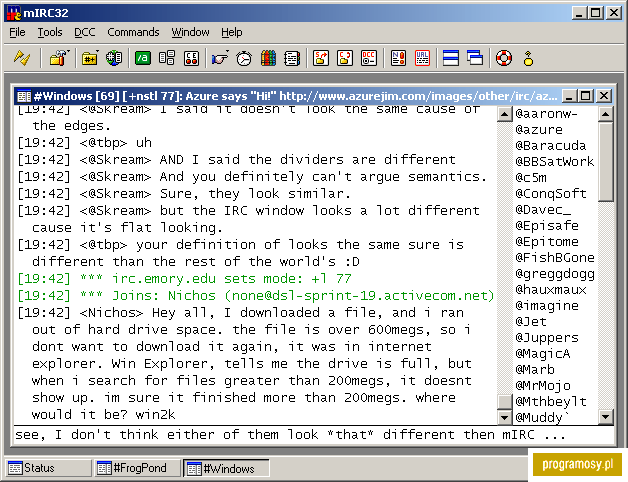 mIRC32
File Tools DCC Commands Window Help
#Windows [69] [+nstl 77]: Azure says "Hi!" http://www.azurejim.com/images/other/irc/az...
[19:42] <@Skream> I said it doesn't look the same cause of
the edges.
[19:42] <@tbp> uh
[19:42] <@Skream> AND I said the dividers are different
[19:42] <@Skream> And you definitely can't argue semantics.
[19:42] <@Skream> Sure, they look similar.
[19:42] <@Skream> but the IRC window looks a lot different
cause it's flat looking.
[19:42] <@tbp> your definition of looks the same sure is
different than the rest of the world's :D
[19:42] *** irc.emory.edu sets mode: +l 77
[19:42] *** Joins: Nichos (none@dsl-sprint-19.activecom.net)
[19:42] <Nichos> Hey all, I downloaded a file, and i ran
out of hard drive space. the file is over 600megs, so i
dont want to download it again, it was in internet
explorer. Win Explorer, tells me the drive is full, but
when i search for files greater than 200megs, it doesnt
show up. im sure it finished more than 200megs. where
would it be? win2k
@aaronw-
@azure
@Baracuda
@BBSatWork
@c5m
@ConqSoft
@Davec_
@Episafe
@Epitome
@FishBGone
@greggdogg
@hauxmaux
@imagine
@Jet
@Juppers
@MagicA
@Marb
@MrMojo
@Mthbeylt
@Muddy`
see, I don't think either of them look *that* different then mIRC ...
Status #FrogPond #Windows
programosy.pl